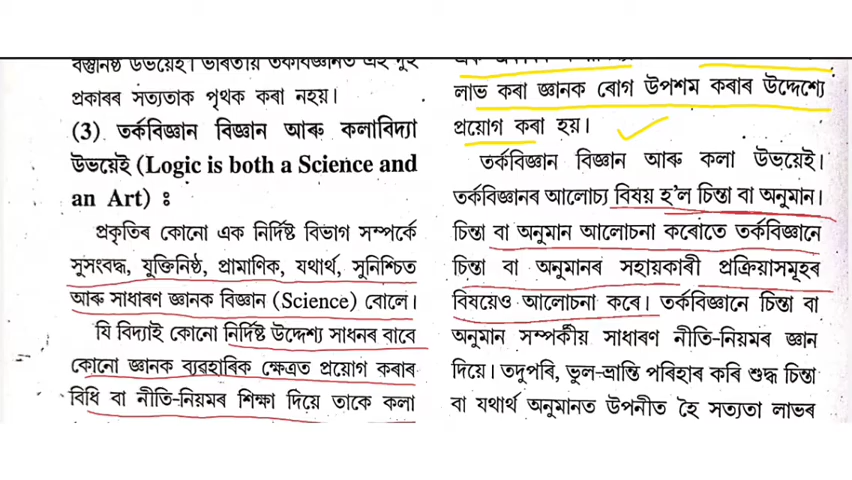 বস্তুনিষ্ঠ উভয়েই। ভাৰতীয় তৰ্কবিজ্ঞানত এই দুই
প্ৰকাৰৰ সত্যতাক পৃথক কৰা নহয়।
(3) তৰ্কবিজ্ঞান বিজ্ঞান আৰু কলাবিদ্যা
উভয়েই (Logic is both a Science and
an Art) :
প্ৰকৃতিৰ কোনো এক নিৰ্দিষ্ট বিভাগ সম্পৰ্কে
সুসংবদ্ধ, যুক্তিনিষ্ঠ, প্ৰামাণিক, যথাৰ্থ, সুনিশ্চিত
আৰু সাধাৰণ জ্ঞানক বিজ্ঞান (Science) বোলে।
যি বিদ্যাই কোনো নিৰ্দিষ্ট উদ্দেশ্য সাধনৰ বাবে
কোনো জ্ঞানক ব্যৱহাৰিক ক্ষেত্ৰত প্ৰয়োগ কৰাৰ
বিধি বা নীতি-নিয়মৰ শিক্ষা দিয়ে তাকে কলা
লাভ কৰা জ্ঞানক ৰোগ উপশম কৰাৰ উদ্দেশ্যে
প্ৰয়োগ কৰা হয়।
তৰ্কবিজ্ঞান বিজ্ঞান আৰু কলা উভয়েই।
তৰ্কবিজ্ঞানৰ আলোচ্য বিষয় হ'ল চিন্তা বা অনুমান।
চিন্তা বা অনুমান আলোচনা কৰোতে তৰ্কবিজ্ঞানে
চিন্তা বা অনুমানৰ সহায়কাৰী প্ৰক্ৰিয়াসমূহৰ
বিষয়েও আলোচনা কৰে। তৰ্কবিজ্ঞানে চিন্তা বা
অনুমান সম্পৰ্কীয় সাধাৰণ নীতি-নিয়মৰ জ্ঞান
দিয়ে। তদুপৰি, ভুল-ভ্ৰান্তি পৰিহাৰ কৰি শুদ্ধ চিন্তা
বা যথাৰ্থ অনুমানত উপনীত হৈ সত্যতা লাভৰ